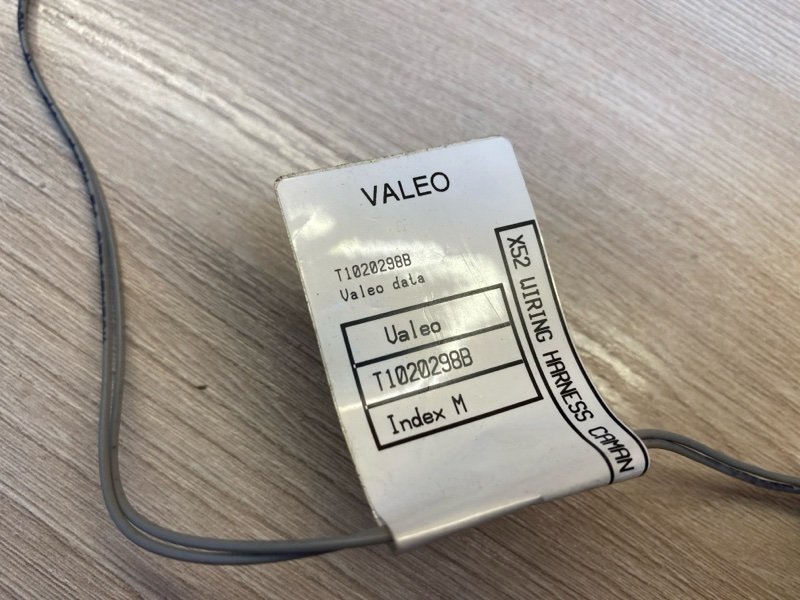 VALEO
T1020298B
Valeo data
Valeo
T1020298B
Index M
X52 WIRING HARNESS CAMAN